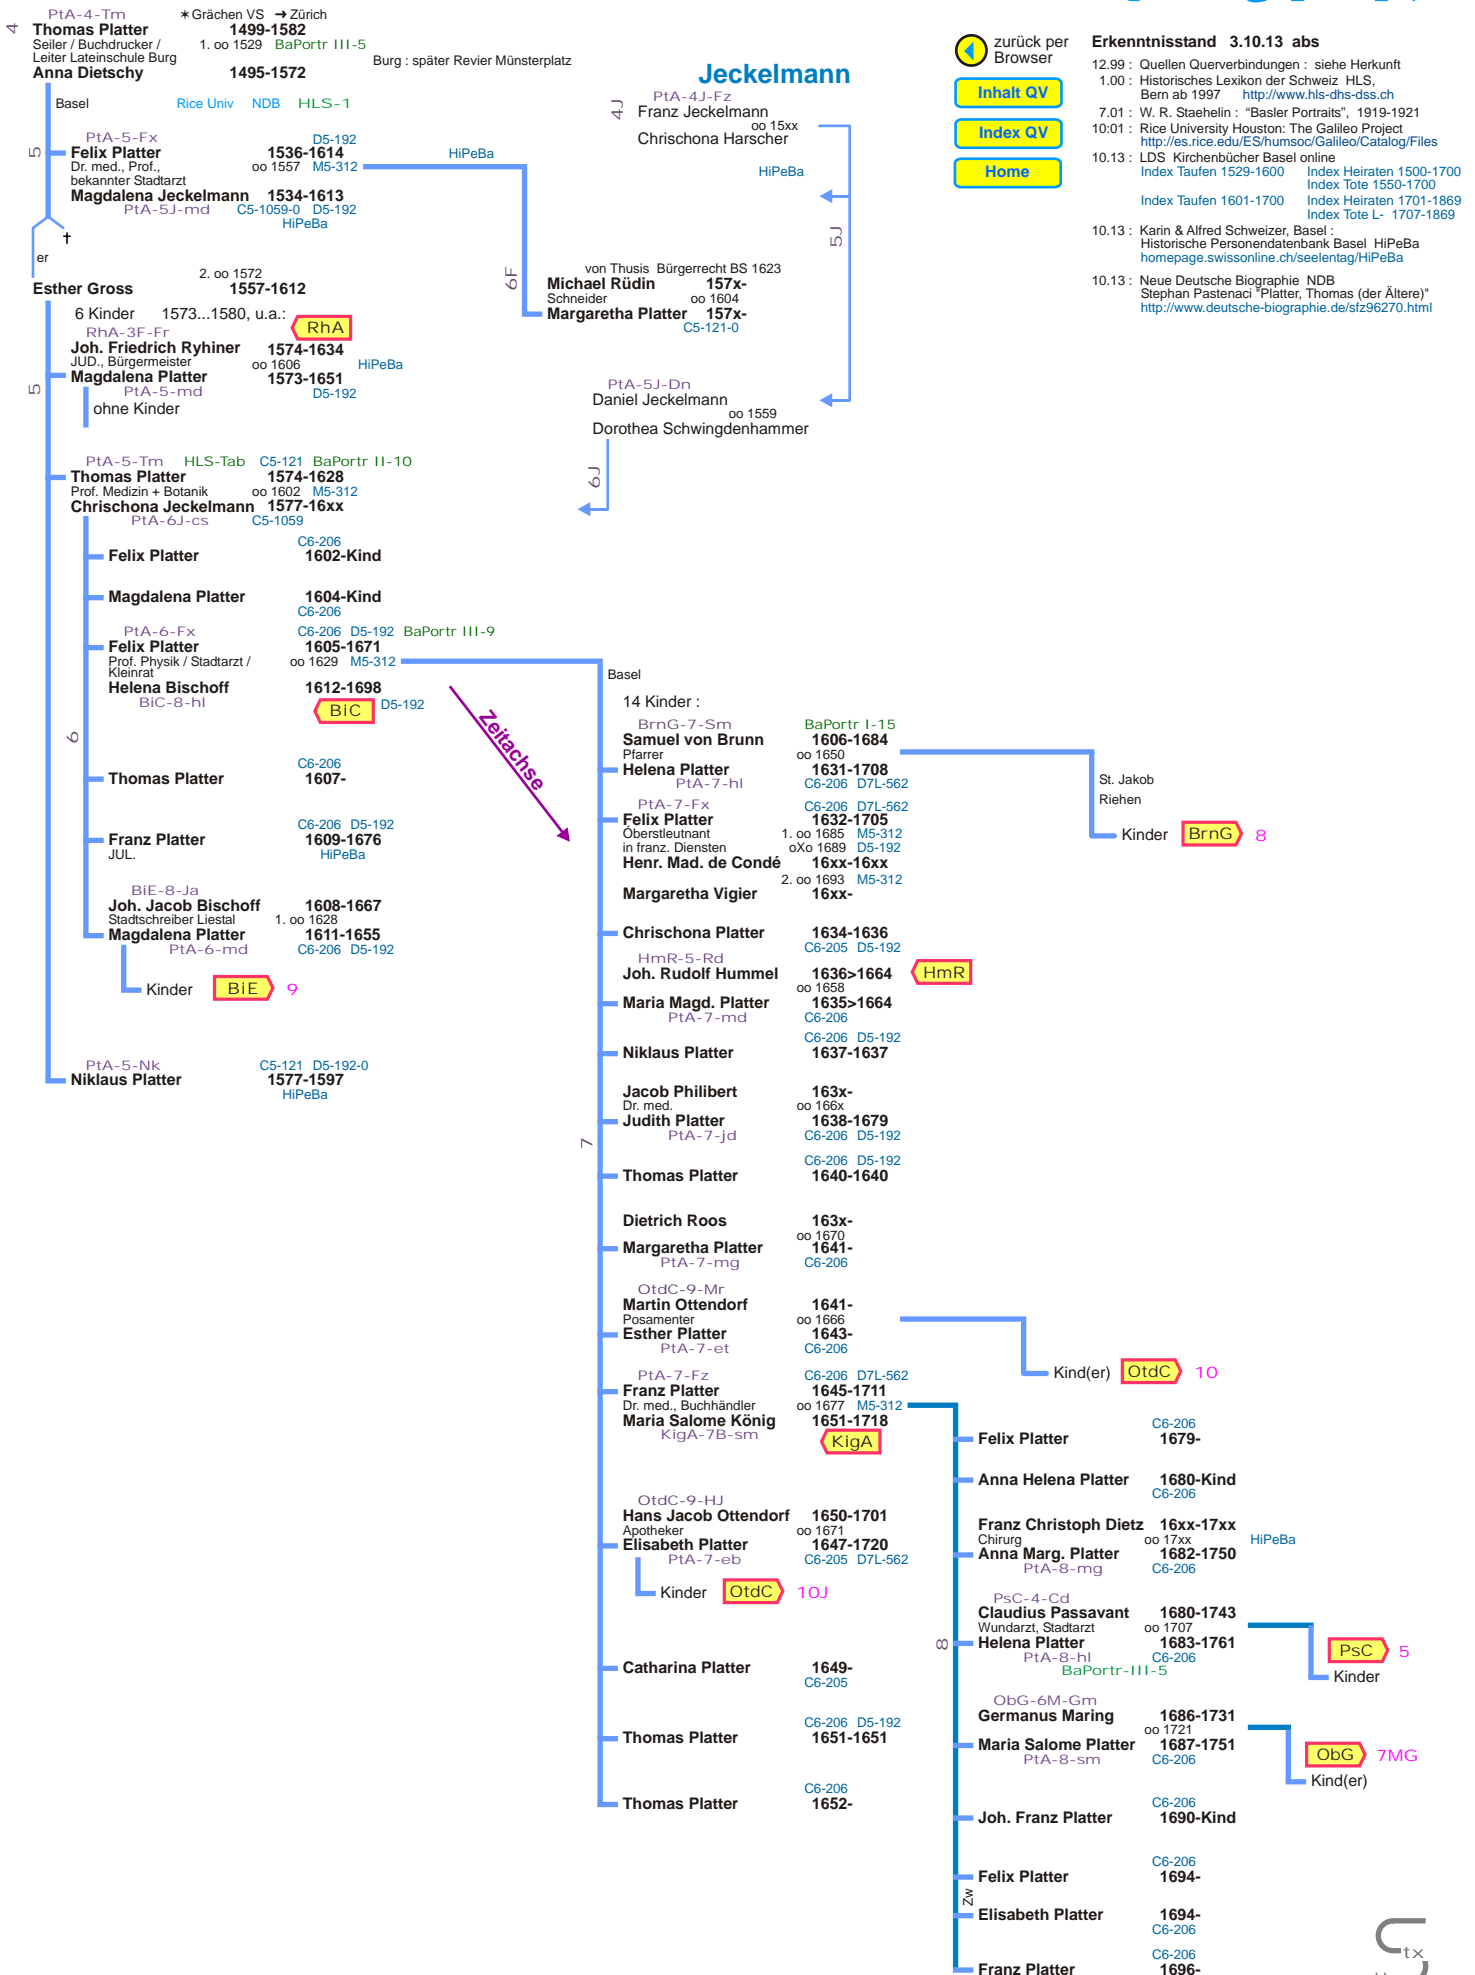 PtA-4-Tm ✶Grächen VS → Zürich
4
Thomas Platter 1499-1582
Seiler / Buchdrucker / 1. oo 1529 BaPortr III-5
Leiter Lateinschule Burg
Burg : später Revier Münsterplatz
Anna Dietschy 1495-1572
Basel Rice Univ NDB HLS-1
PtA-5-Fx D5-192
5
Felix Platter 1536-1614
Dr. med., Prof., oo 1557 M5-312
bekannter Stadtarzt
HiPeBa
Magdalena Jeckelmann 1534-1613
PtA-5J-md C5-1059-0 D5-192
HiPeBa
†
er
2. oo 1572
Esther Gross 1557-1612
6 Kinder 1573...1580, u.a.:
RhA
RhA-3F-Fr
Joh. Friedrich Ryhiner 1574-1634
JUD., Bürgermeister oo 1606 HiPeBa
Magdalena Platter 1573-1651
PtA-5-md D5-192
5
ohne Kinder
PtA-5-Tm HLS-Tab C5-121 BaPortr II-10
Thomas Platter 1574-1628
Prof. Medizin + Botanik oo 1602 M5-312
Chrischona Jeckelmann 1577-16xx
PtA-6J-cs C5-1059
C6-206
Felix Platter 1602-Kind
Magdalena Platter 1604-Kind
C6-206
PtA-6-Fx C6-206 D5-192 BaPortr III-9
Felix Platter 1605-1671
Prof. Physik / Stadtarzt / oo 1629 M5-312
Kleinrat
Helena Bischoff 1612-1698
BiC-8-hl BiC D5-192
6
C6-206
Thomas Platter 1607-
C6-206 D5-192
Franz Platter 1609-1676
JUL. HiPeBa
BiE-8-Ja
Joh. Jacob Bischoff 1608-1667
Stadtschreiber Liestal 1. oo 1628
Magdalena Platter 1611-1655
PtA-6-md C6-206 D5-192
Kinder BiE 9
PtA-5-Nk C5-121 D5-192-0
Niklaus Platter 1577-1597
HiPeBa
Jeckelmann
PtA-4J-Fz
4J
Franz Jeckelmann
oo 15xx
Chrischona Harscher
HiPeBa
5J
6F
von Thusis Bürgerrecht BS 1623
Michael Rüdin 157x-
Schneider oo 1604
Margaretha Platter 157x-
C5-121-0
PtA-5J-Dn
Daniel Jeckelmann
oo 1559
Dorothea Schwingdenhammer
6J
zurück per
Browser
Inhalt QV
Index QV
Home
Erkenntnisstand 3.10.13 abs
12.99 : Quellen Querverbindungen : siehe Herkunft
1.00 : Historisches Lexikon der Schweiz HLS,
Bern ab 1997 http://www.hls-dhs-dss.ch
7.01 : W. R. Staehelin : "Basler Portraits", 1919-1921
10:01 : Rice University Houston: The Galileo Project
http://es.rice.edu/ES/humsoc/Galileo/Catalog/Files
10.13 : LDS Kirchenbücher Basel online
Index Taufen 1529-1600 Index Heiraten 1500-1700
Index Tote 1550-1700
Index Taufen 1601-1700 Index Heiraten 1701-1869
Index Tote L- 1707-1869
10.13 : Karin & Alfred Schweizer, Basel :
Historische Personendatenbank Basel HiPeBa
homepage.swissonline.ch/seelentag/HiPeBa
10.13 : Neue Deutsche Biographie NDB
Stephan Pastenaci "Platter, Thomas (der Ältere)"
http://www.deutsche-biographie.de/sfz96270.html
Zeitachse
Basel
14 Kinder :
BrnG-7-Sm BaPortr I-15
Samuel von Brunn 1606-1684
Pfarrer oo 1650
Helena Platter 1631-1708
PtA-7-hl C6-206 D7L-562
St. Jakob
Riehen
Kinder BrnG 8
PtA-7-Fx C6-206 D7L-562
Felix Platter 1632-1705
Óberstleutnant 1. oo 1685 M5-312
in franz. Diensten oXo 1689 D5-192
Henr. Mad. de Condé 16xx-16xx
2. oo 1693 M5-312
Margaretha Vigier 16xx-
Chrischona Platter 1634-1636
C6-205 D5-192
HmR-5-Rd
Joh. Rudolf Hummel 1636>1664 HmR
oo 1658
Maria Magd. Platter 1635>1664
PtA-7-md C6-206
C6-206 D5-192
Niklaus Platter 1637-1637
Jacob Philibert 163x-
Dr. med. oo 166x
Judith Platter 1638-1679
PtA-7-jd C6-206 D5-192
7
C6-206 D5-192
Thomas Platter 1640-1640
Dietrich Roos 163x-
oo 1670
Margaretha Platter 1641-
PtA-7-mg C6-206
OtdC-9-Mr
Martin Ottendorf 1641-
Posamenter oo 1666
Esther Platter 1643-
PtA-7-et C6-206
Kind(er) OtdC 10
PtA-7-Fz C6-206 D7L-562
Franz Platter 1645-1711
Dr. med., Buchhändler oo 1677 M5-312
Maria Salome König 1651-1718
KigA-7B-sm KigA
OtdC-9-HJ
Hans Jacob Ottendorf 1650-1701
Apotheker oo 1671
Elisabeth Platter 1647-1720
PtA-7-eb C6-205 D7L-562
Kinder OtdC 10J
Catharina Platter 1649-
C6-205
C6-206 D5-192
Thomas Platter 1651-1651
C6-206
Thomas Platter 1652-
C6-206
Felix Platter 1679-
Anna Helena Platter 1680-Kind
C6-206
Franz Christoph Dietz 16xx-17xx
Chirurg oo 17xx HiPeBa
Anna Marg. Platter 1682-1750
PtA-8-mg C6-206
PsC-4-Cd
Claudius Passavant 1680-1743
Wundarzt, Stadtarzt oo 1707
8
Helena Platter 1683-1761
PtA-8-hl C6-206
BaPortr-III-5
PsC 5
Kinder
ObG-6M-Gm
Germanus Maring 1686-1731
oo 1721
Maria Salome Platter 1687-1751
PtA-8-sm C6-206
ObG 7MG
Kind(er)
C6-206
Joh. Franz Platter 1690-Kind
C6-206
Felix Platter 1694-
Zw
Elisabeth Platter 1694-
C6-206
C6-206
Franz Platter 1696-
tx